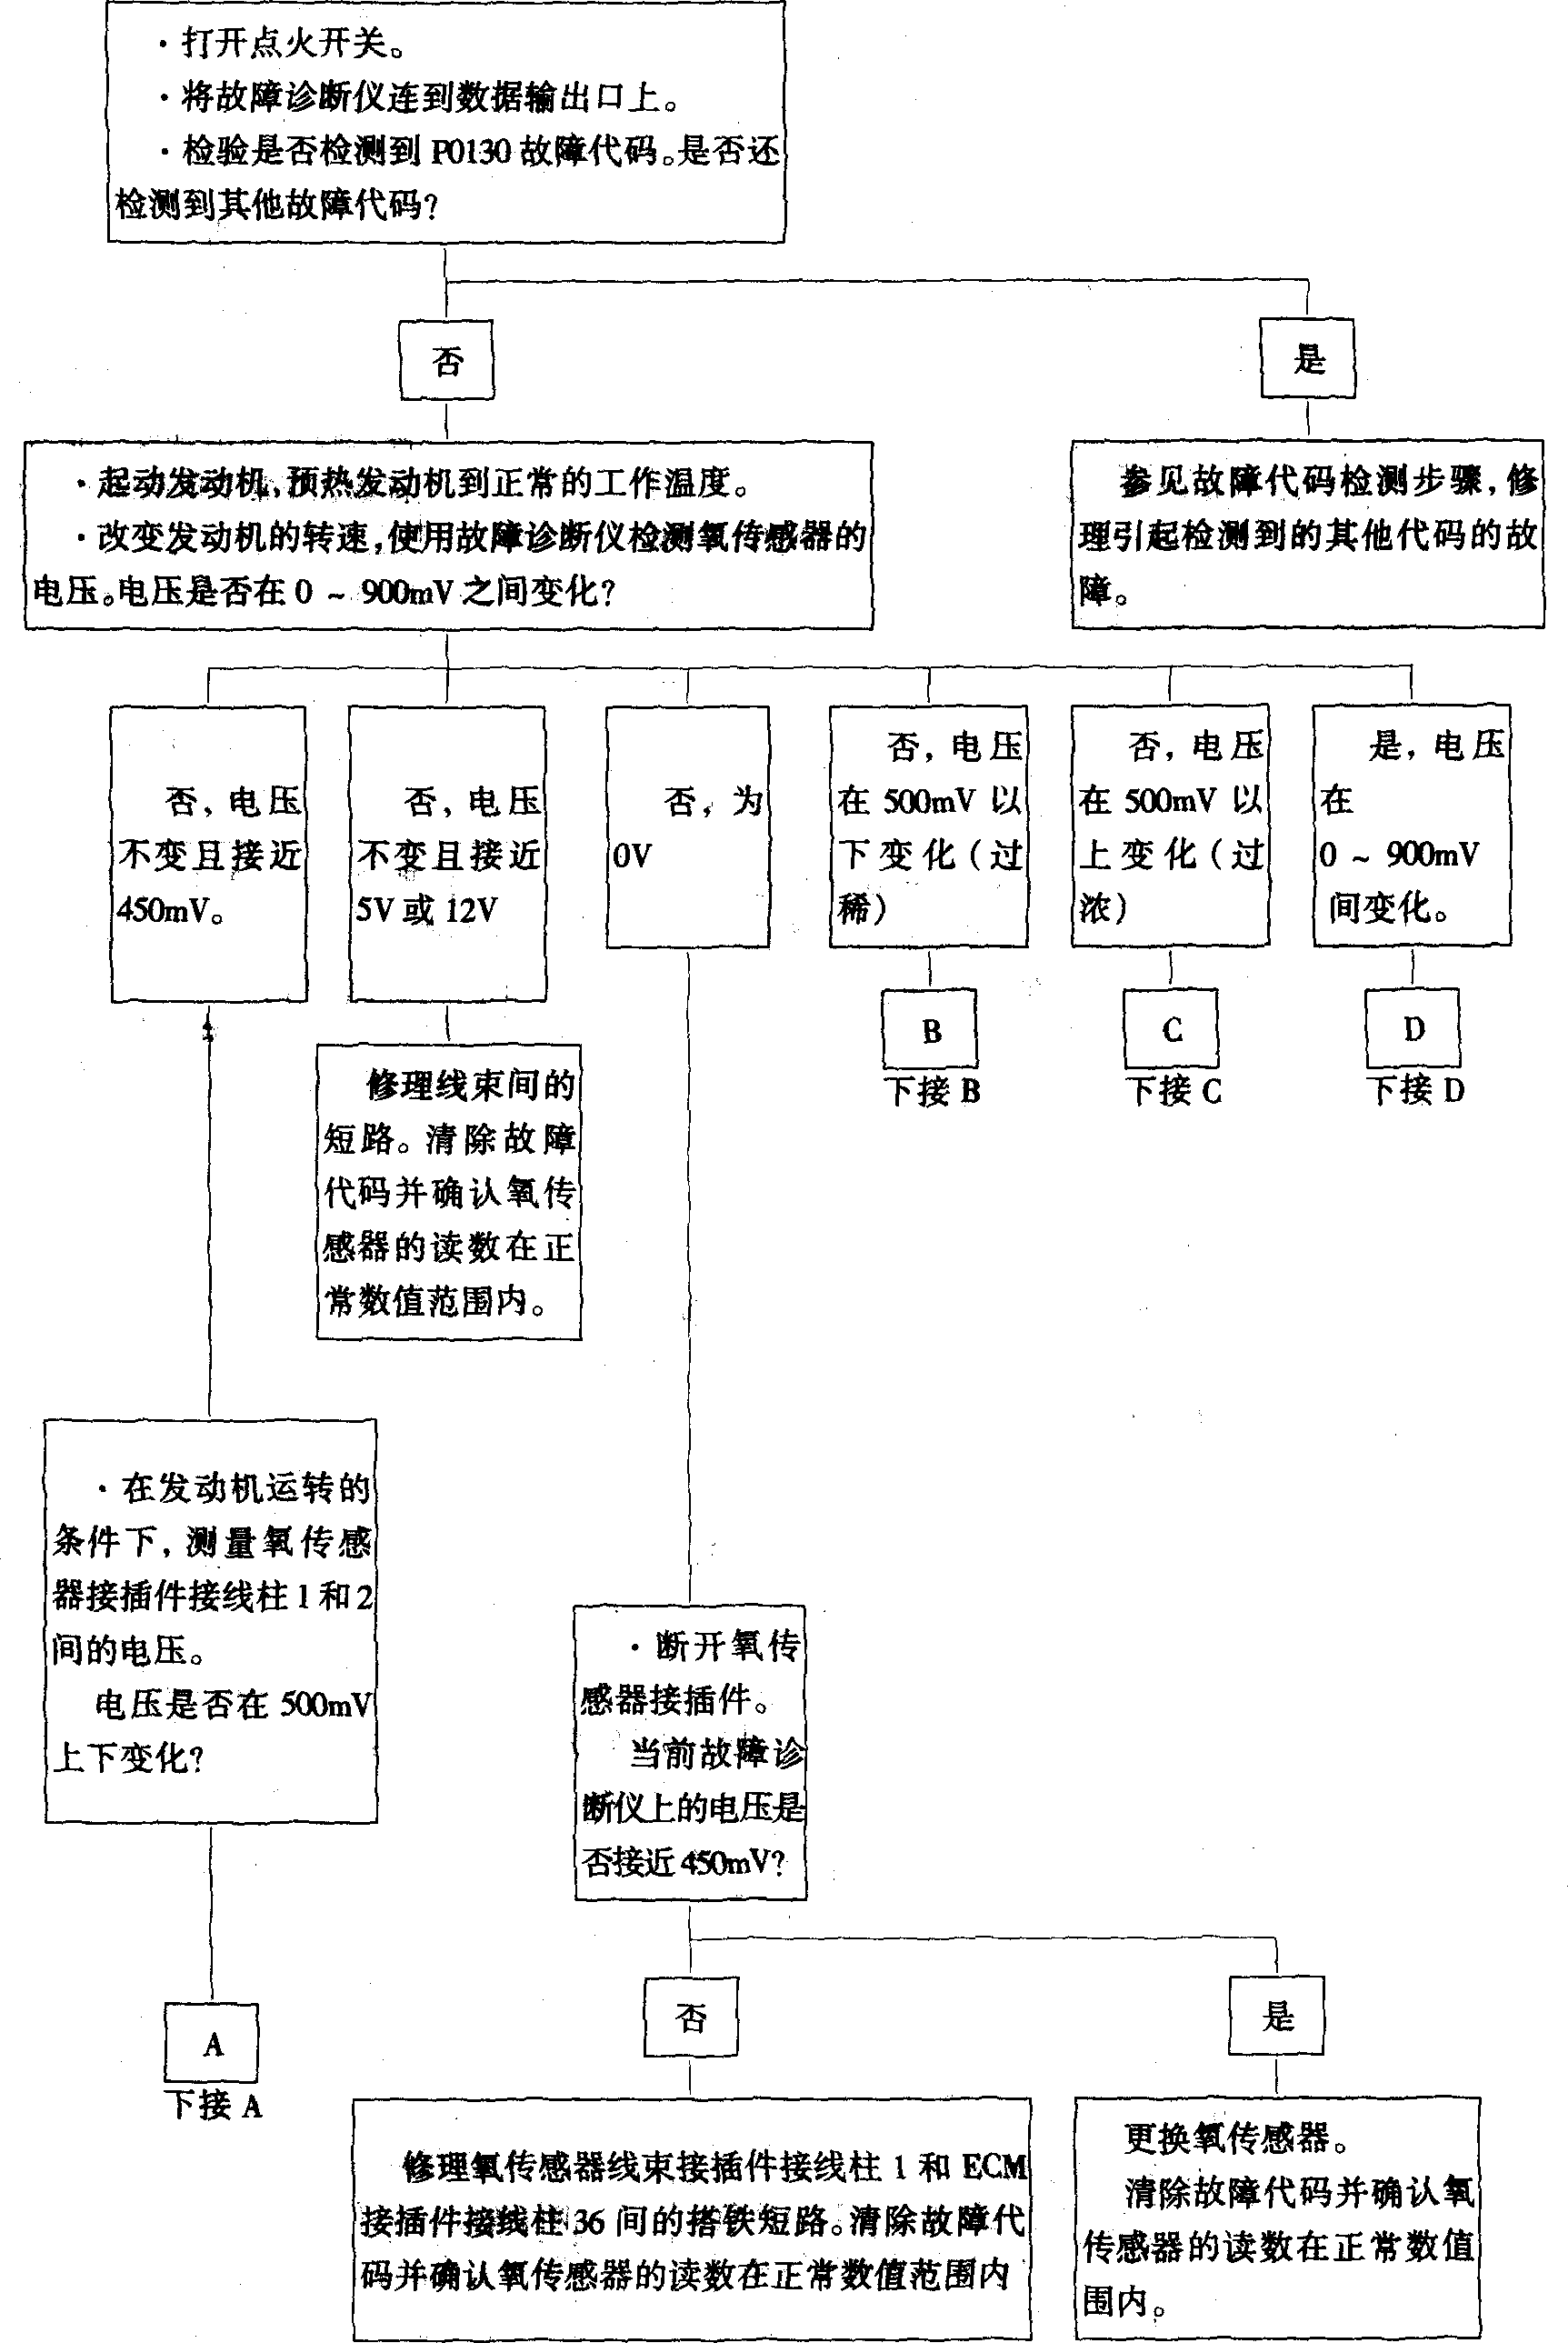 ·打开点火开关。
·将故障诊断仪连到数据输出口上。
·检验是否检测到 P0130 故障代码。是否还
检测到其他故障代码?
否
是
·起动发动机,预热发动机到正常的工作温度。
·改变发动机的转速,使用故障诊断仪检测氧传感器的
电压。电压是否在 0 ~ 900mV 之间变化?
参见故障代码检测步骤,修
理引起检测到的其他代码的故
障。
否,电压
不变且接近
450mV。
否,电压
不变且接近
5V 或 12V
否,为
0V
否,电压
在 500mV 以
下变化(过
稀)
否,电压
在 500mV 以
上变化(过
浓)
是,电压
在
0 ~ 900mV
间变化。
B
下接 B
C
下接 C
D
下接 D
修理线束间的
短路。清除故障
代码并确认氧传
感器的读数在正
常数值范围内。
·在发动机运转的
条件下,测量氧传感
器接插件接线柱 1 和 2
间的电压。
电压是否在 500mV
上下变化?
·断开氧传
感器接插件。
当前故障诊
断仪上的电压是
否接近 450mV?
A
下接 A
否
是
修理氧传感器线束接插件接线柱 1 和 ECM
接插件接线柱 36 间的搭铁短路。清除故障代
码并确认氧传感器的读数在正常数值范围内
更换氧传感器。
清除故障代码并确认氧
传感器的读数在正常数值
围内。